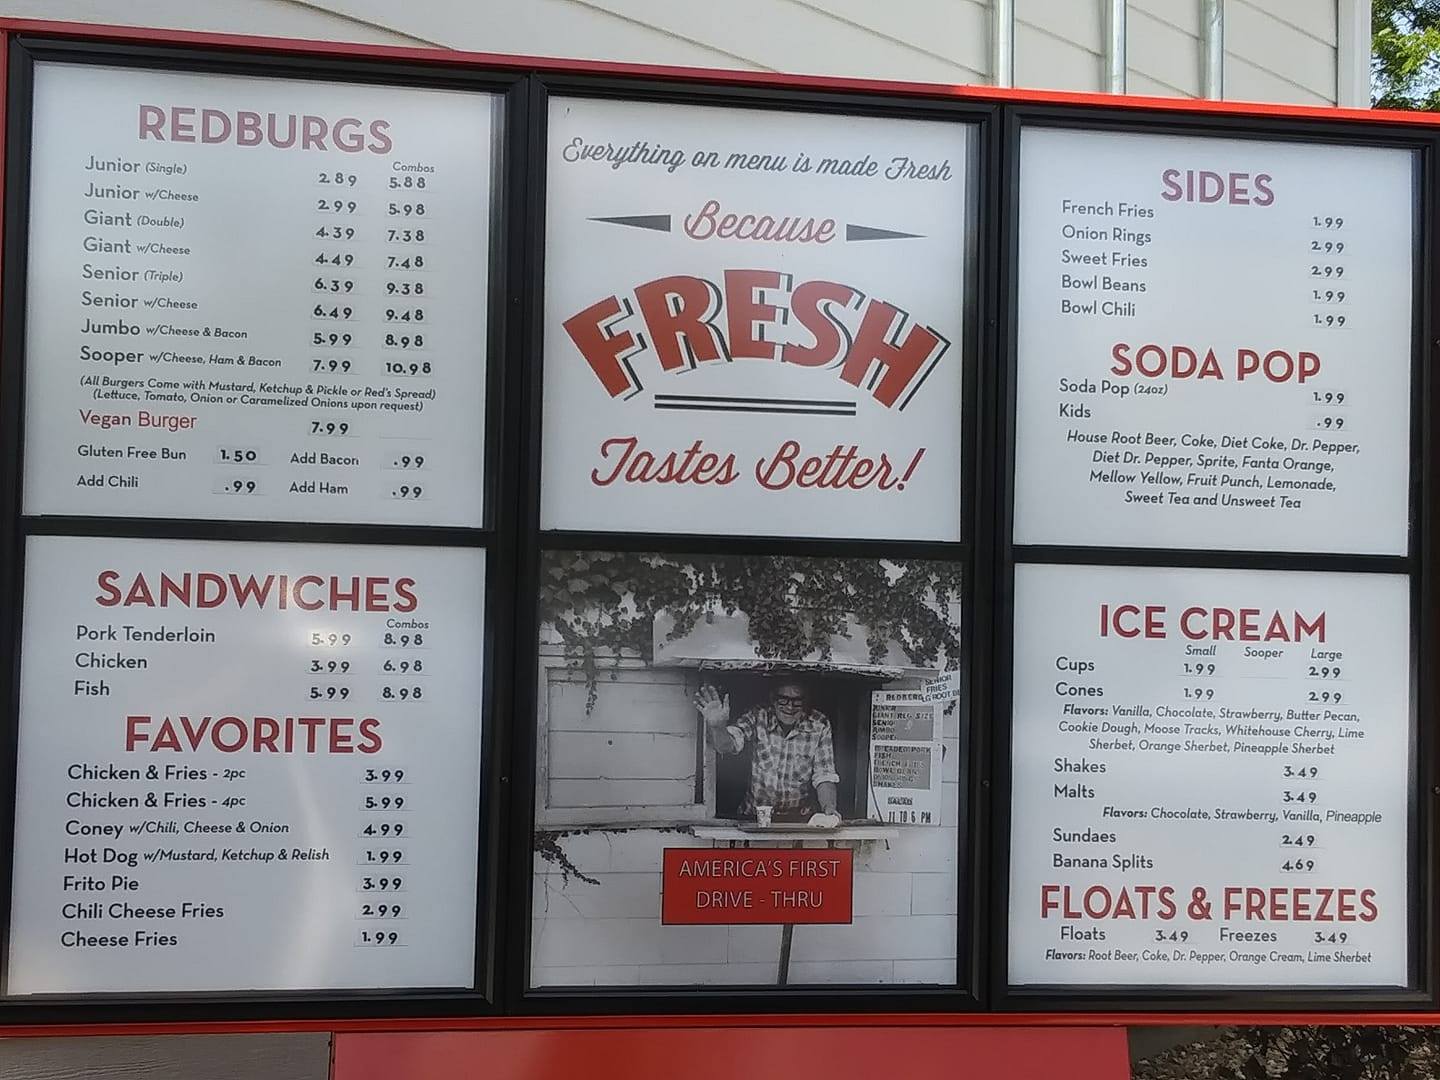 REDBURGS
Combos
Junior (Single) 2.89 5.88
Junior w/Cheese 2.99 5.98
Giant (Double) 4.39 7.38
Giant w/Cheese 4.49 7.48
Senior (Triple) 6.39 9.38
Senior w/Cheese 6.49 9.48
Jumbo w/Cheese & Bacon 5.99 8.98
Sooper w/Cheese, Ham & Bacon 7.99 10.98
(All Burgers Come with Mustard, Ketchup & Pickle or Red's Spread)
(Lettuce, Tomato, Onion or Caramelized Onions upon request)
Vegan Burger 7.99
Gluten Free Bun 1.50 Add Bacon .99
Add Chili .99 Add Ham .99
SANDWICHES
Combos
Pork Tenderloin 5.99 8.98
Chicken 3.99 6.98
Fish 5.99 8.98
FAVORITES
Chicken & Fries - 2pc 3.99
Chicken & Fries - 4pc 5.99
Coney w/Chili, Cheese & Onion 4.99
Hot Dog w/Mustard, Ketchup & Relish 1.99
Frito Pie 3.99
Chili Cheese Fries 2.99
Cheese Fries 1.99
Everything on menu is made Fresh
Because
FRESH
Tastes Better!
SENIOR
FRIES
JUNIOR
GIANT REG SIZE
SENIOR
JUMBO
SOOPER
FISH
11 TO 6 PM
AMERICA'S FIRST
DRIVE - THRU
SIDES
French Fries 1.99
Onion Rings 2.99
Sweet Fries 2.99
Bowl Beans 1.99
Bowl Chili 1.99
SODA POP
Soda Pop (24oz) 1.99
Kids .99
House Root Beer, Coke, Diet Coke, Dr. Pepper,
Diet Dr. Pepper, Sprite, Fanta Orange,
Mellow Yellow, Fruit Punch, Lemonade,
Sweet Tea and Unsweet Tea
ICE CREAM
Small Sooper Large
Cups 1.99 2.99
Cones 1.99 2.99
Flavors: Vanilla, Chocolate, Strawberry, Butter Pecan,
Cookie Dough, Moose Tracks, Whitehouse Cherry, Lime
Sherbet, Orange Sherbet, Pineapple Sherbet
Shakes 3.49
Malts 3.49
Flavors: Chocolate, Strawberry, Vanilla, Pineapple
Sundaes 2.49
Banana Splits 4.69
FLOATS & FREEZES
Floats 3.49 Freezes 3.49
Flavors: Root Beer, Coke, Dr. Pepper, Orange Cream, Lime Sherbet